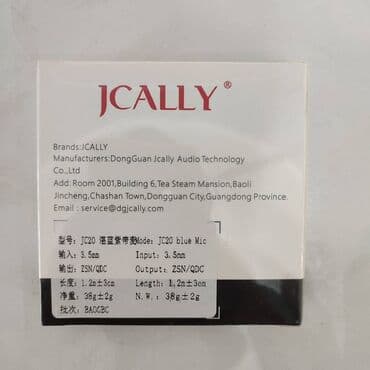 JCALLY®
Brands:JCALLY
Manufacturers:DongGuan Jcally Audio Technology
Co.,Ltd
Add: Room 2001,Building 6,Tea Steam Mansion,Baoli
Jincheng,Chashan Town,Dongguan City,Guangdong Province.
Email : service@dgjcally.com
型号: JC20 湛蓝紫带麦Mode: JC20 blue Mic
输入: 3.5mm Input: 3.5mm
输出: ZSN/QDC Output: ZSN/QDC
长度: 1.2m±3cm Length: 1.2m±3cm
净重: 38g±2g N.W.: 38g±2g
批次: BAOCBC